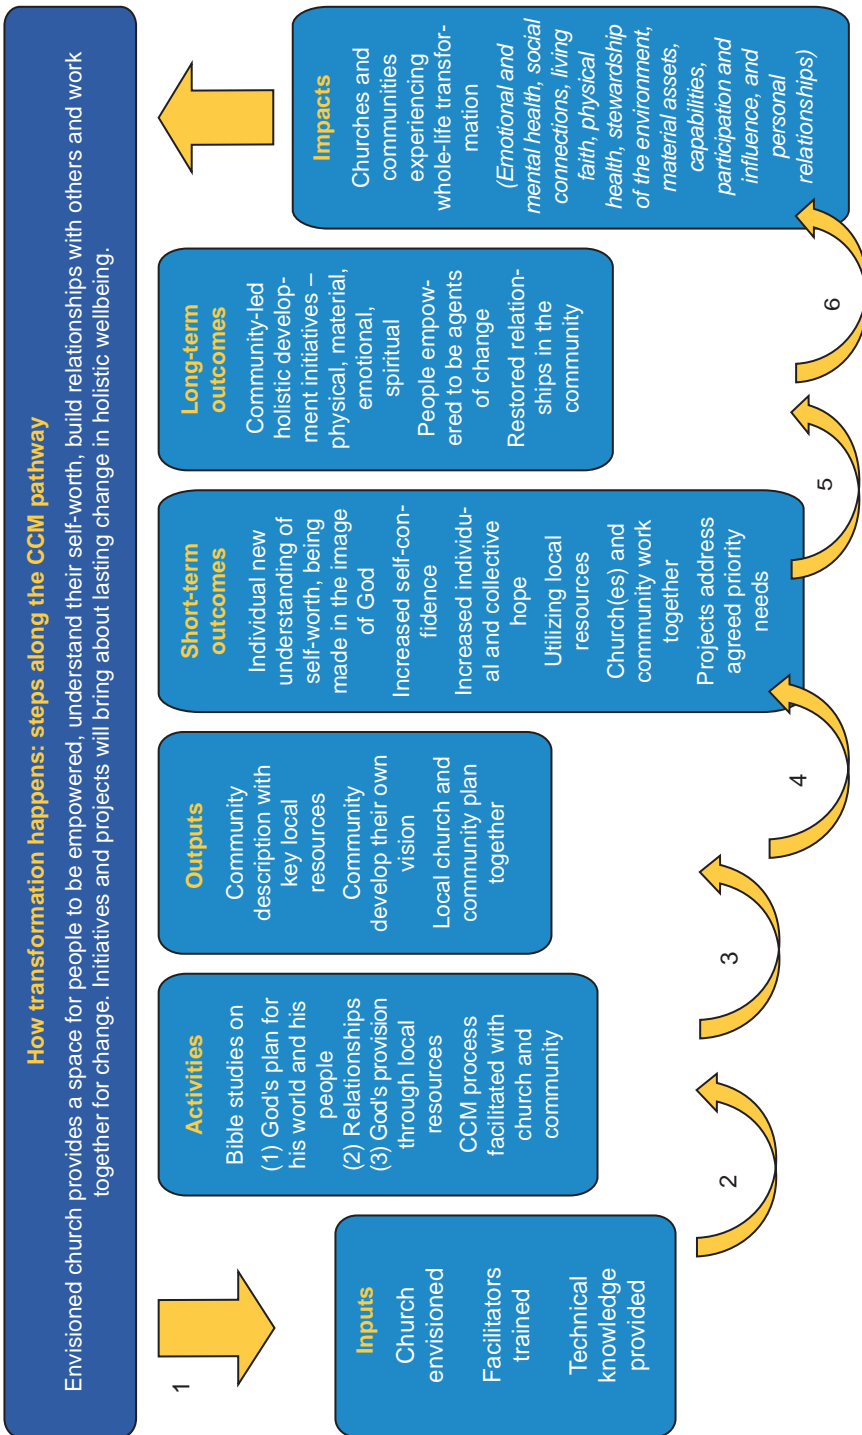 How transformation happens: steps along the CCM pathway
Envisioned church provides a space for people to be empowered, understand their self-worth, build relationships with others and work
together for change. Initiatives and projects will bring about lasting change in holistic wellbeing.
1
Inputs
Church
envisioned
Facilitators
trained
Technical
knowledge
provided
2
Activities
Bible studies on
(1) God's plan for
his world and his
people
(2) Relationships
(3) God's provision
through local
resources
CCM process
facilitated with
church and
community
3
Outputs
Community
description with
key local
resources
Community
develop their own
vision
Local church and
community plan
together
4
Short-term
outcomes
Individual new
understanding of
self-worth, being
made in the image
of God
Increased self-con-
fidence
Increased individu-
al and collective
hope
Utilizing local
resources
Church(es) and
community work
together
Projects address
agreed priority
needs
5
Long-term
outcomes
Community-led
holistic develop-
ment initiatives –
physical, material,
emotional,
spiritual
People empow-
ered to be agents
of change
Restored relation-
ships in the
community
6
Impacts
Churches and
communities
experiencing
whole-life transfor-
mation
(Emotional and
mental health, social
connections, living
faith, physical
health, stewardship
of the environment,
material assets,
capabilities,
participation and
influence, and
personal
relationships)